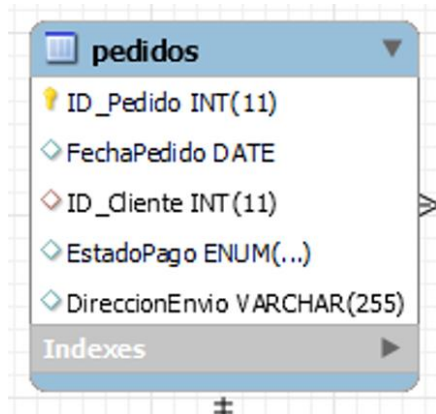 pedidos
ID_Pedido INT(11)
FechaPedido DATE
ID_Cliente INT(11)
EstadoPago ENUM(...)
DireccionEnvio VARCHAR(255)
Indexes